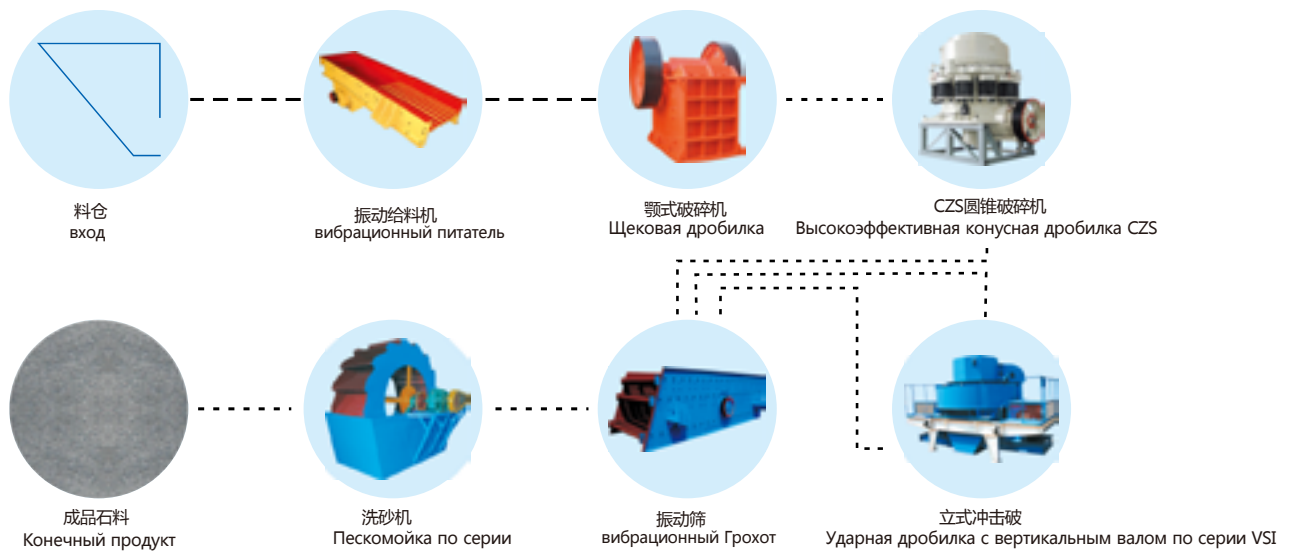 料仓
вход
振动给料机
вибрационный питатель
颚式破碎机
Щековая дробилка
CZS圆锥破碎机
Высокоэффективная конусная дробилка CZS
成品石料
Конечный продукт
洗砂机
Пескомойка по серии
振动筛
вибрационный Грохот
立式冲击破
Ударная дробилка с вертикальным валом по серии VSI